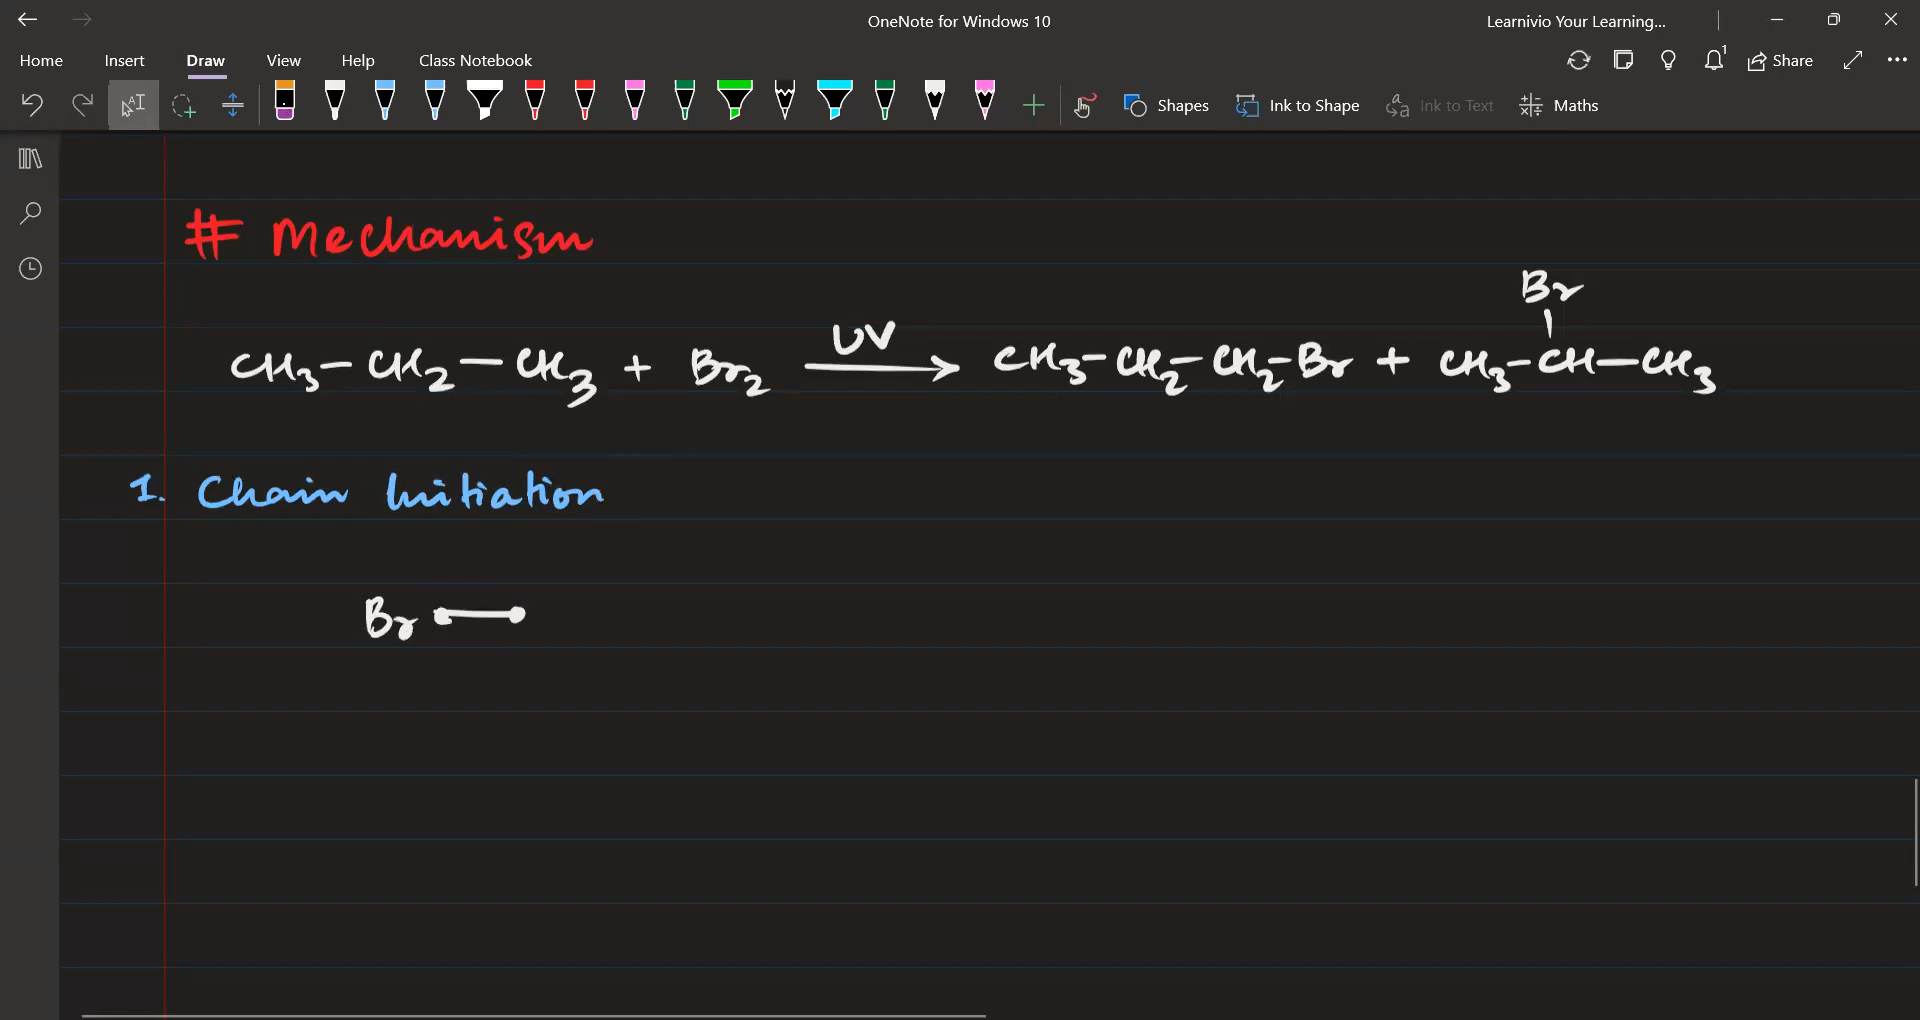 OneNote for Windows 10
Learnivio Your Learning...
Home Insert Draw View Help Class Notebook
1
Share
Shapes Ink to Shape Ink to Text Maths
# Mechanism
Br
CH3-CH2-CH3 + Br2 UV→ CH3-CH2-CH2-Br + CH3-CH-CH3
1. Chain Initiation
Br